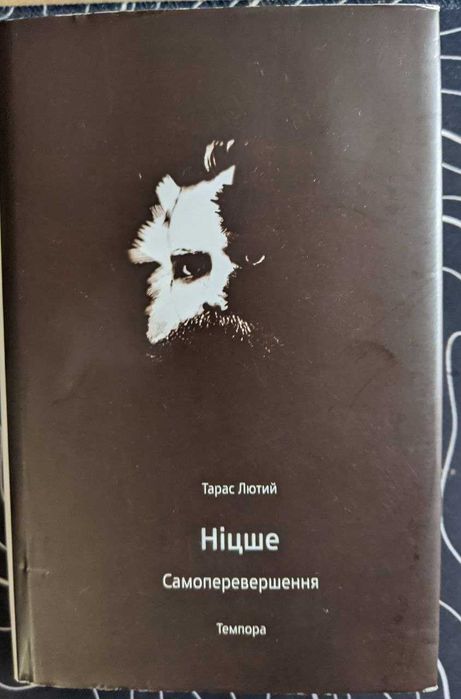 Тарас Лютий
Ніцше
Самоперевершення
Темпора